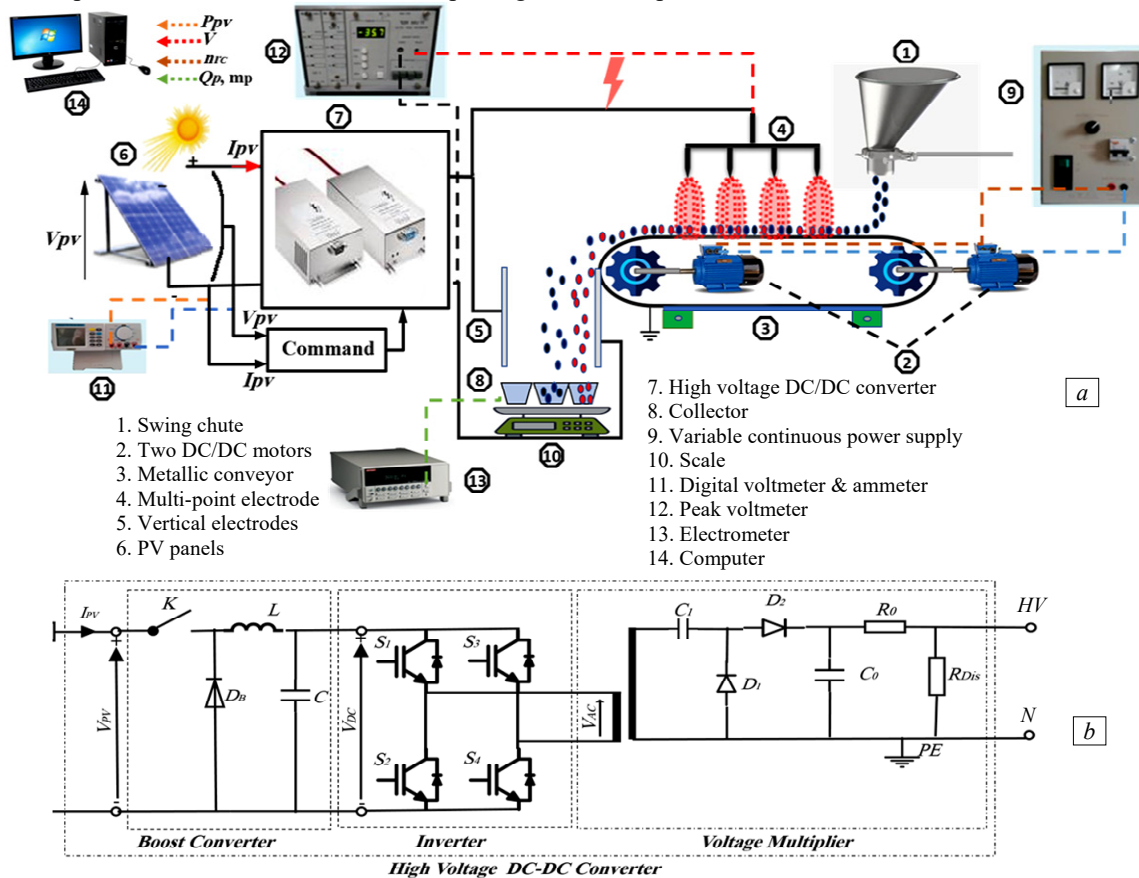 Ppv
V
nrc
Qp, mp
14
12
-357
1
9
7
4
6
Ipv
+
Vpv
Vpv
Ipv
Command
11
5
8
3
2
10
13
1. Swing chute
2. Two DC/DC motors
3. Metallic conveyor
4. Multi-point electrode
5. Vertical electrodes
6. PV panels
7. High voltage DC/DC converter
8. Collector
9. Variable continuous power supply
10. Scale
11. Digital voltmeter & ammeter
12. Peak voltmeter
13. Electrometer
14. Computer
a
IPV
K
L
DB
C
VPV
+
-
Boost Converter
VDC
+
-
S1
S3
S2
S4
VAC
Inverter
C1
D2
R0
D1
C0
RDis
HV
N
PE
Voltage Multiplier
b
High Voltage DC-DC Converter